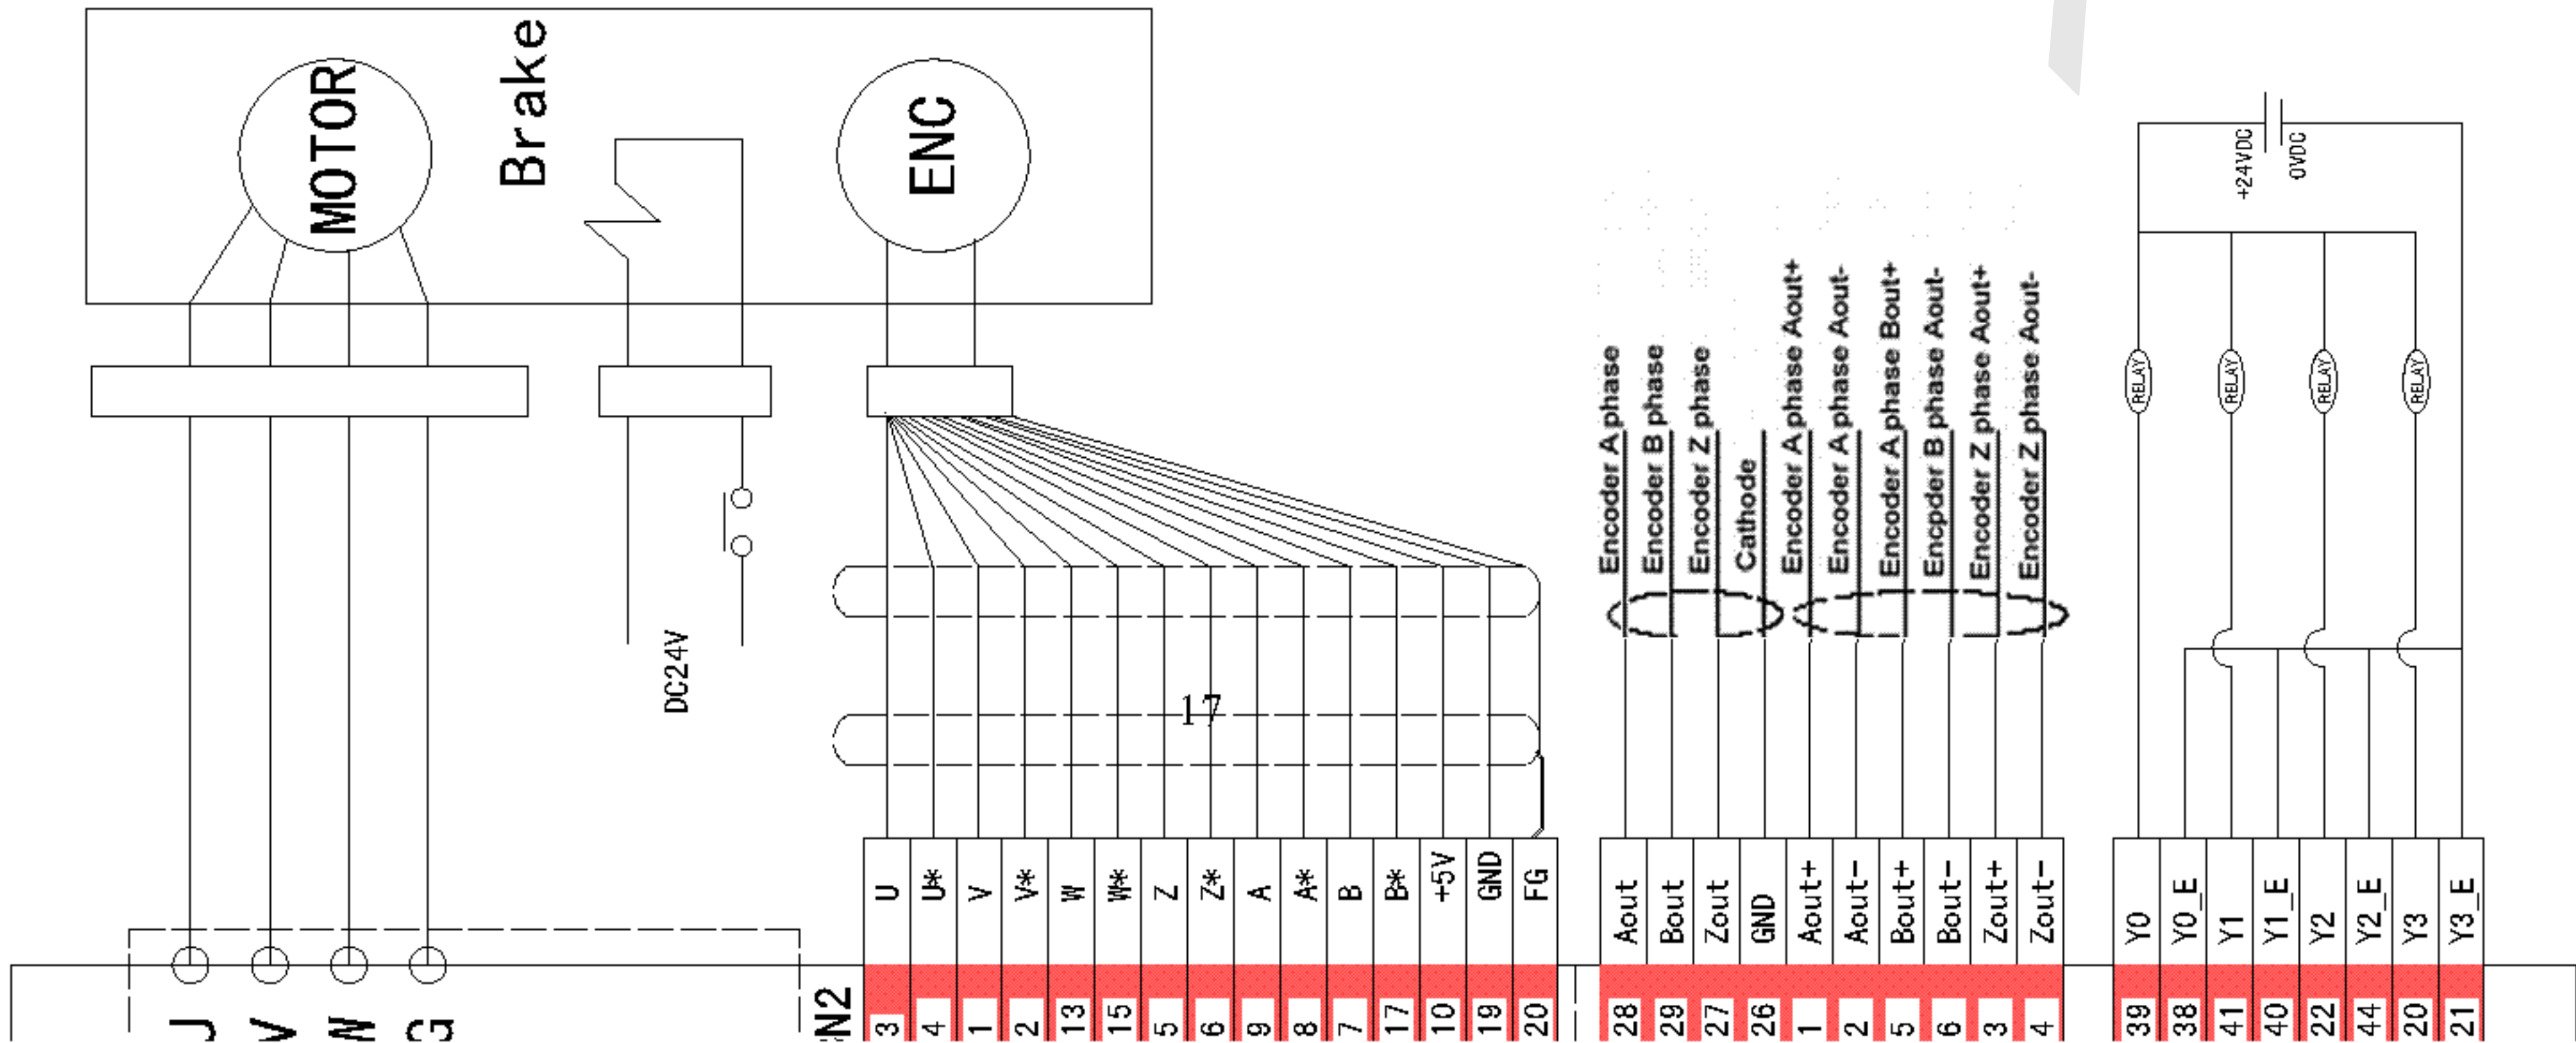 MOTOR
Brake
ENC
+24VDC
0VDC
RELAY
RELAY
RELAY
RELAY
Encoder A phase
Encoder B phase
Encoder Z phase
Cathode
Encoder A phase Aout+
Encoder A phase Aout-
Encoder A phase Bout+
Encpder B phase Aout-
Encoder Z phase Aout+
Encoder Z phase Aout-
DC24V
17
U
U*
V
V*
W
W*
Z
Z*
A
A*
B
B*
+5V
GND
FG
Aout
Bout
Zout
GND
Aout+
Aout-
Bout+
Bout-
Zout+
Zout-
Y0
Y0_E
Y1
Y1_E
Y2
Y2_E
Y3
Y3_E
V
W
N2
3
4
1
2
13
15
5
6
9
8
7
17
10
19
20
28
29
27
26
1
2
5
6
3
4
39
38
41
40
22
44
20
21